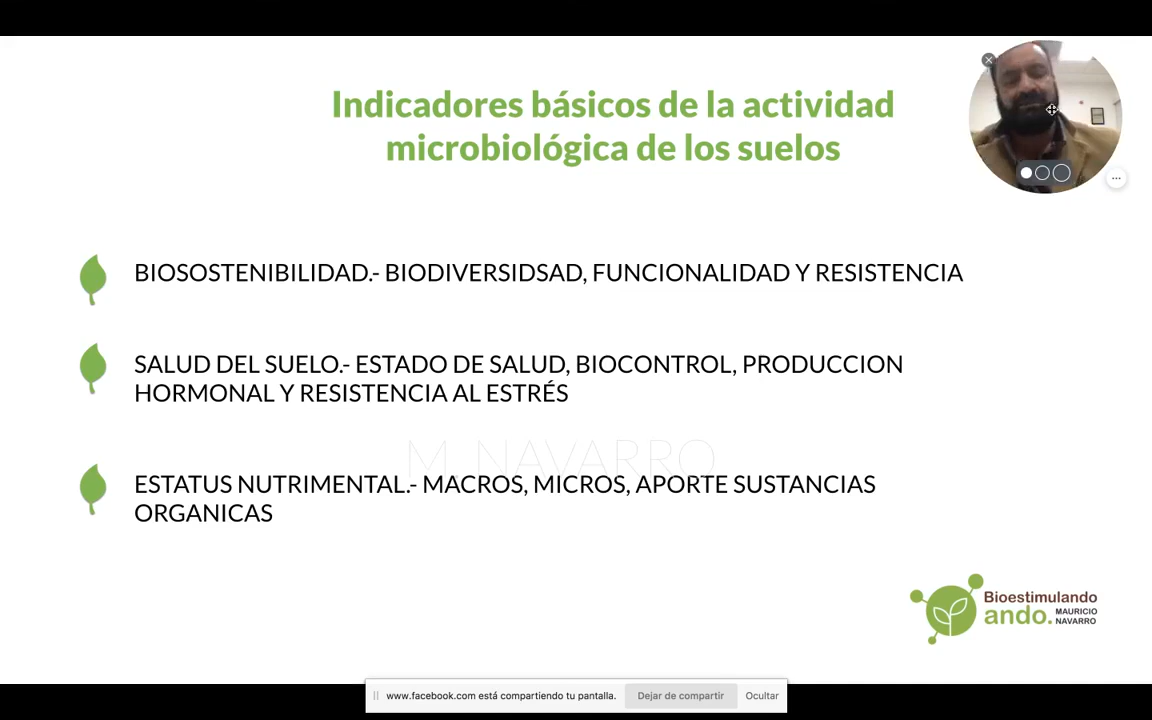 Indicadores básicos de la actividad
microbiológica de los suelos
BIOSOSTENIBILIDAD.- BIODIVERSIDSAD, FUNCIONALIDAD Y RESISTENCIA
SALUD DEL SUELO.- ESTADO DE SALUD, BIOCONTROL, PRODUCCION
HORMONAL Y RESISTENCIA AL ESTRÉS
M NAVARRO
ESTATUS NUTRIMENTAL.- MACROS, MICROS, APORTE SUSTANCIAS
ORGANICAS
Bioestimulando
ando. MAURICIO
NAVARRO
www.facebook.com está compartiendo tu pantalla. Dejar de compartir Ocultar